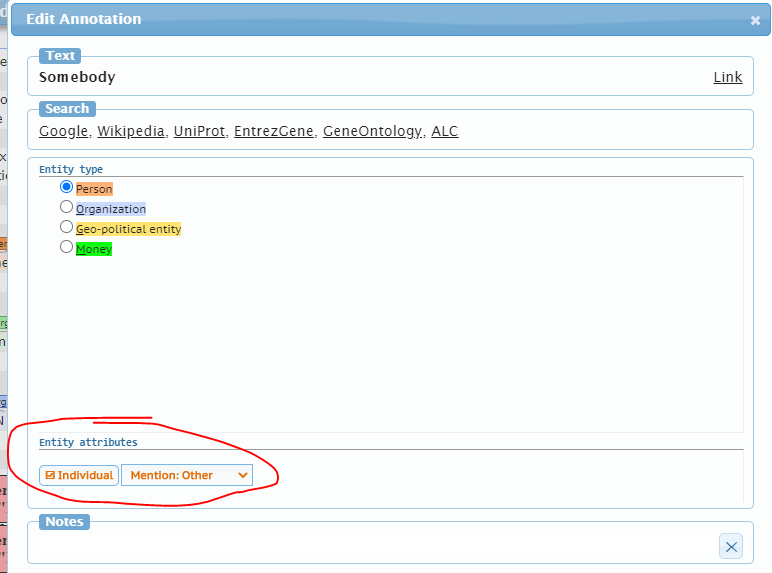 Edit Annotation
Text
Somebody Link
Search
Google, Wikipedia, UniProt, EntrezGene, GeneOntology, ALC
Entity type
Person
Organization
Geo-political entity
Money
Entity attributes
Individual Mention: Other
Notes